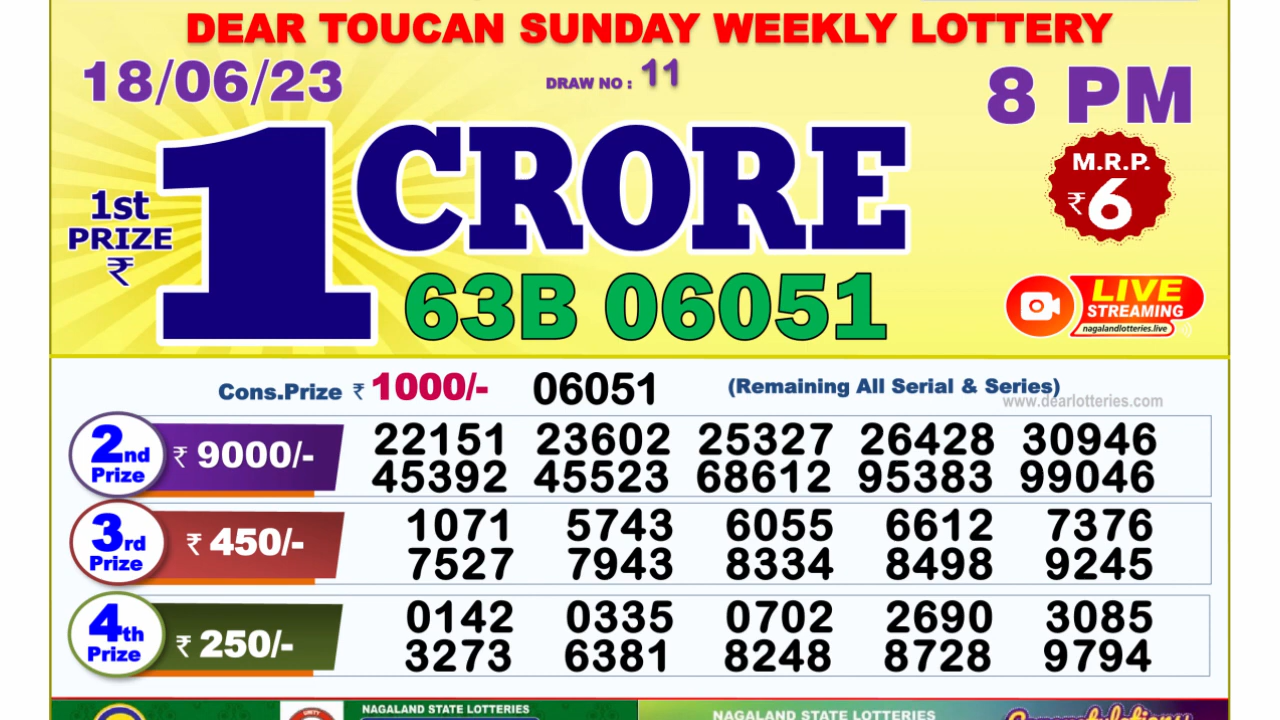 DEAR TOUCAN SUNDAY WEEKLY LOTTERY
18/06/23
DRAW NO : 11
8 PM
M.R.P.
₹6
1st
PRIZE
₹
1 CRORE
63B 06051
LIVE
STREAMING
nagalandlotteries.live
Cons.Prize ₹ 1000/- 06051 (Remaining All Serial & Series)
www.dearlotteries.com
2nd
Prize
₹ 9000/-
22151 23602 25327 26428 30946
45392 45523 68612 95383 99046
3rd
Prize
₹ 450/-
1071 5743 6055 6612 7376
7527 7943 8334 8498 9245
4th
Prize
₹ 250/-
0142 0335 0702 2690 3085
3273 6381 8248 8728 9794
NAGALAND STATE LOTTERIES
NAGALAND STATE LOTTERIES